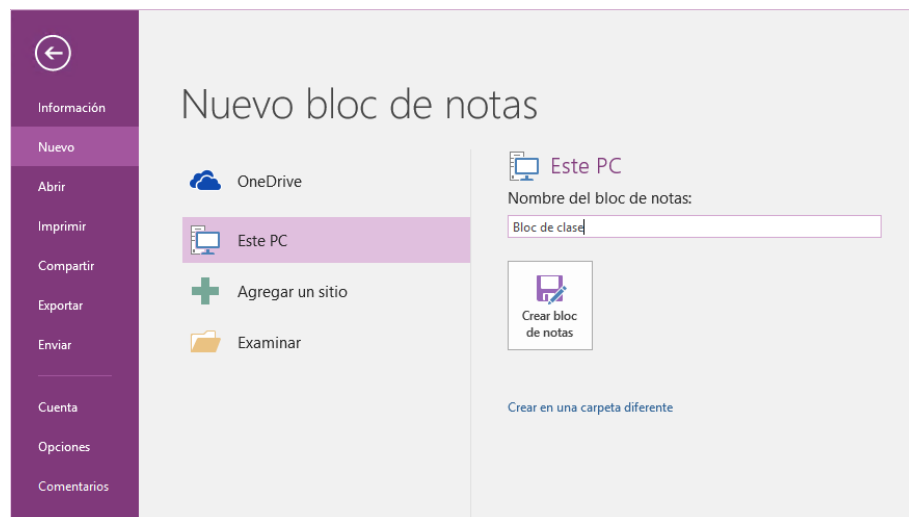 Información
Nuevo
Abrir
Imprimir
Compartir
Exportar
Enviar
Cuenta
Opciones
Comentarios
Nuevo bloc de notas
OneDrive
Este PC
Agregar un sitio
Examinar
Este PC
Nombre del bloc de notas:
Bloc de clase
Crear bloc
de notas
Crear en una carpeta diferente